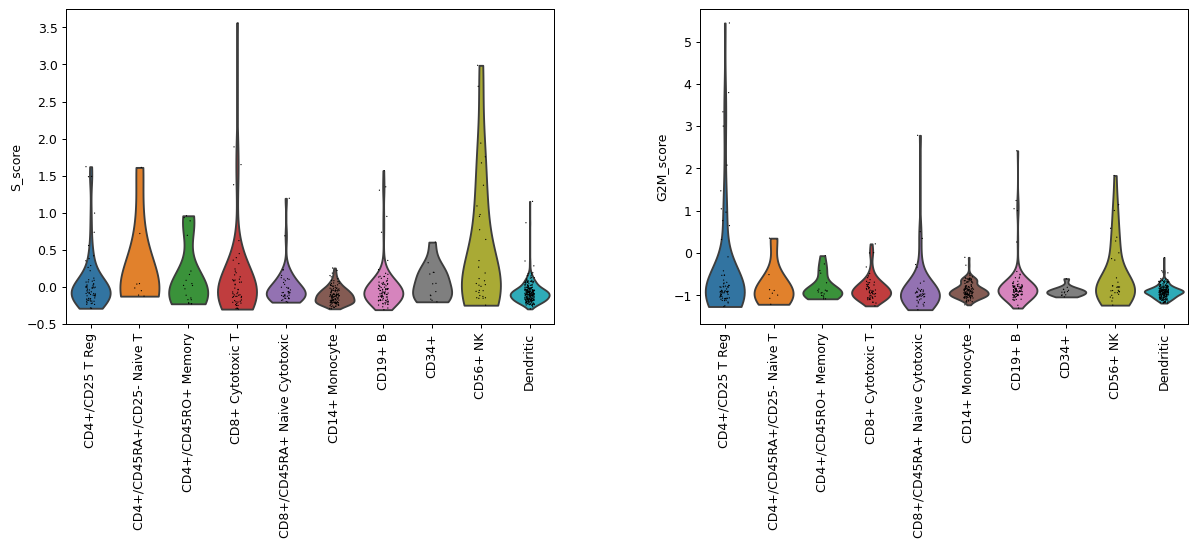 S_score
3.5
3.0
2.5
2.0
1.5
1.0
0.5
0.0
−0.5
CD4+/CD25 T Reg
CD4+/CD45RA+/CD25- Naive T
CD4+/CD45RO+ Memory
CD8+ Cytotoxic T
CD8+/CD45RA+ Naive Cytotoxic
CD14+ Monocyte
CD19+ B
CD34+
CD56+ NK
Dendritic
G2M_score
5
4
3
2
1
0
−1
CD4+/CD25 T Reg
CD4+/CD45RA+/CD25- Naive T
CD4+/CD45RO+ Memory
CD8+ Cytotoxic T
CD8+/CD45RA+ Naive Cytotoxic
CD14+ Monocyte
CD19+ B
CD34+
CD56+ NK
Dendritic